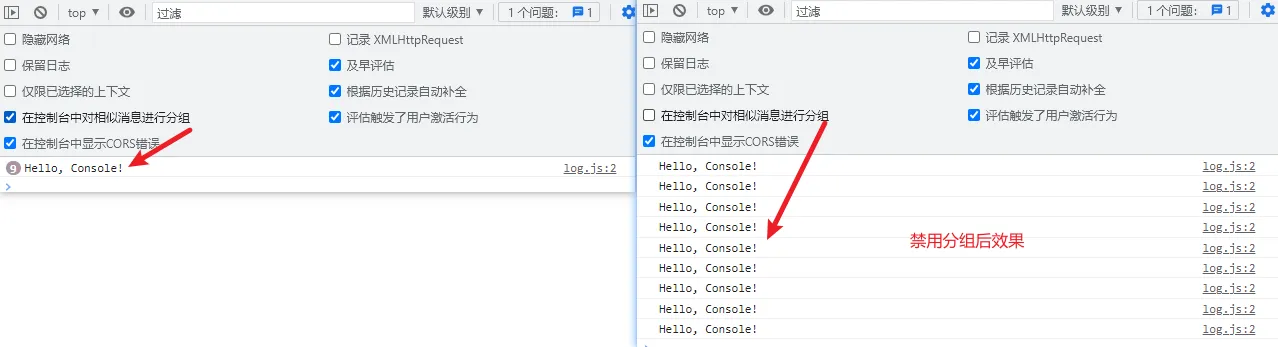 top ▼ 过滤 默认级别 ▼ 1 个问题: 1
隐藏网络 记录 XMLHttpRequest
保留日志 及早评估
仅限已选择的上下文 根据历史记录自动补全
在控制台中对相似消息进行分组 评估触发了用户激活行为
在控制台中显示CORS错误
9 Hello, Console! log.js:2
>
top ▼ 过滤 默认级别 ▼ 1 个问题: 1
隐藏网络 记录 XMLHttpRequest
保留日志 及早评估
仅限已选择的上下文 根据历史记录自动补全
在控制台中对相似消息进行分组 评估触发了用户激活行为
在控制台中显示CORS错误
Hello, Console! log.js:2
Hello, Console! log.js:2
Hello, Console! log.js:2
Hello, Console! log.js:2
禁用分组后效果
Hello, Console! log.js:2
Hello, Console! log.js:2
Hello, Console! log.js:2
Hello, Console! log.js:2
Hello, Console! log.js:2